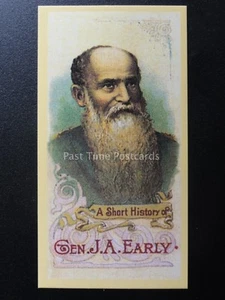 Past Time Postcards
A Short History of
GEN. J.A. EARLY.